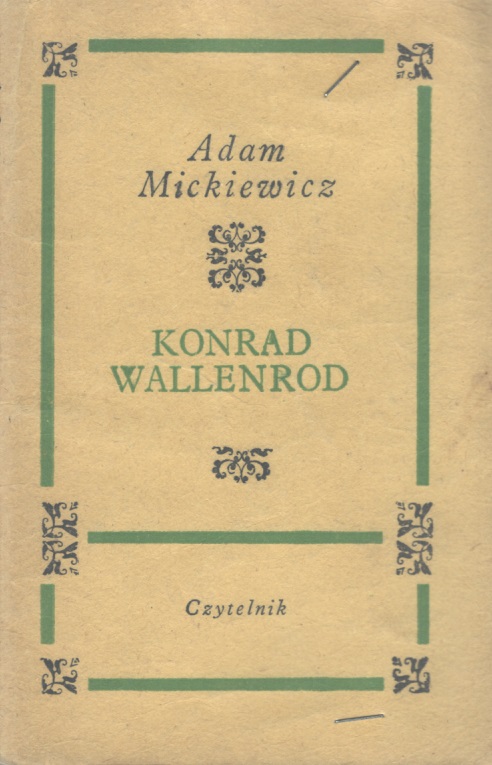 Adam
Mickiewicz
KONRAD
WALLENROD
Czytelnik